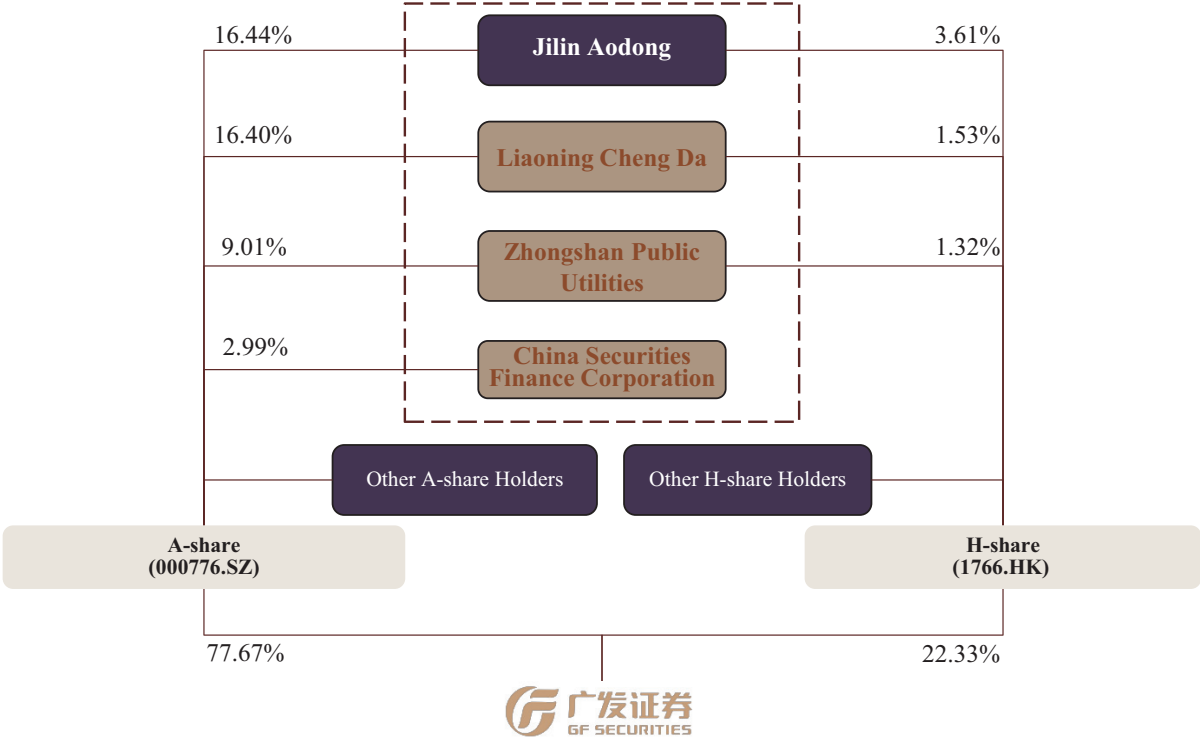 16.44%
Jilin Aodong
3.61%
16.40%
Liaoning Cheng Da
1.53%
9.01%
Zhongshan Public
Utilities
1.32%
2.99%
China Securities
Finance Corporation
Other A-share Holders
Other H-share Holders
A-share
(000776.SZ)
H-share
(1766.HK)
77.67%
22.33%
广发证券
GF SECURITIES